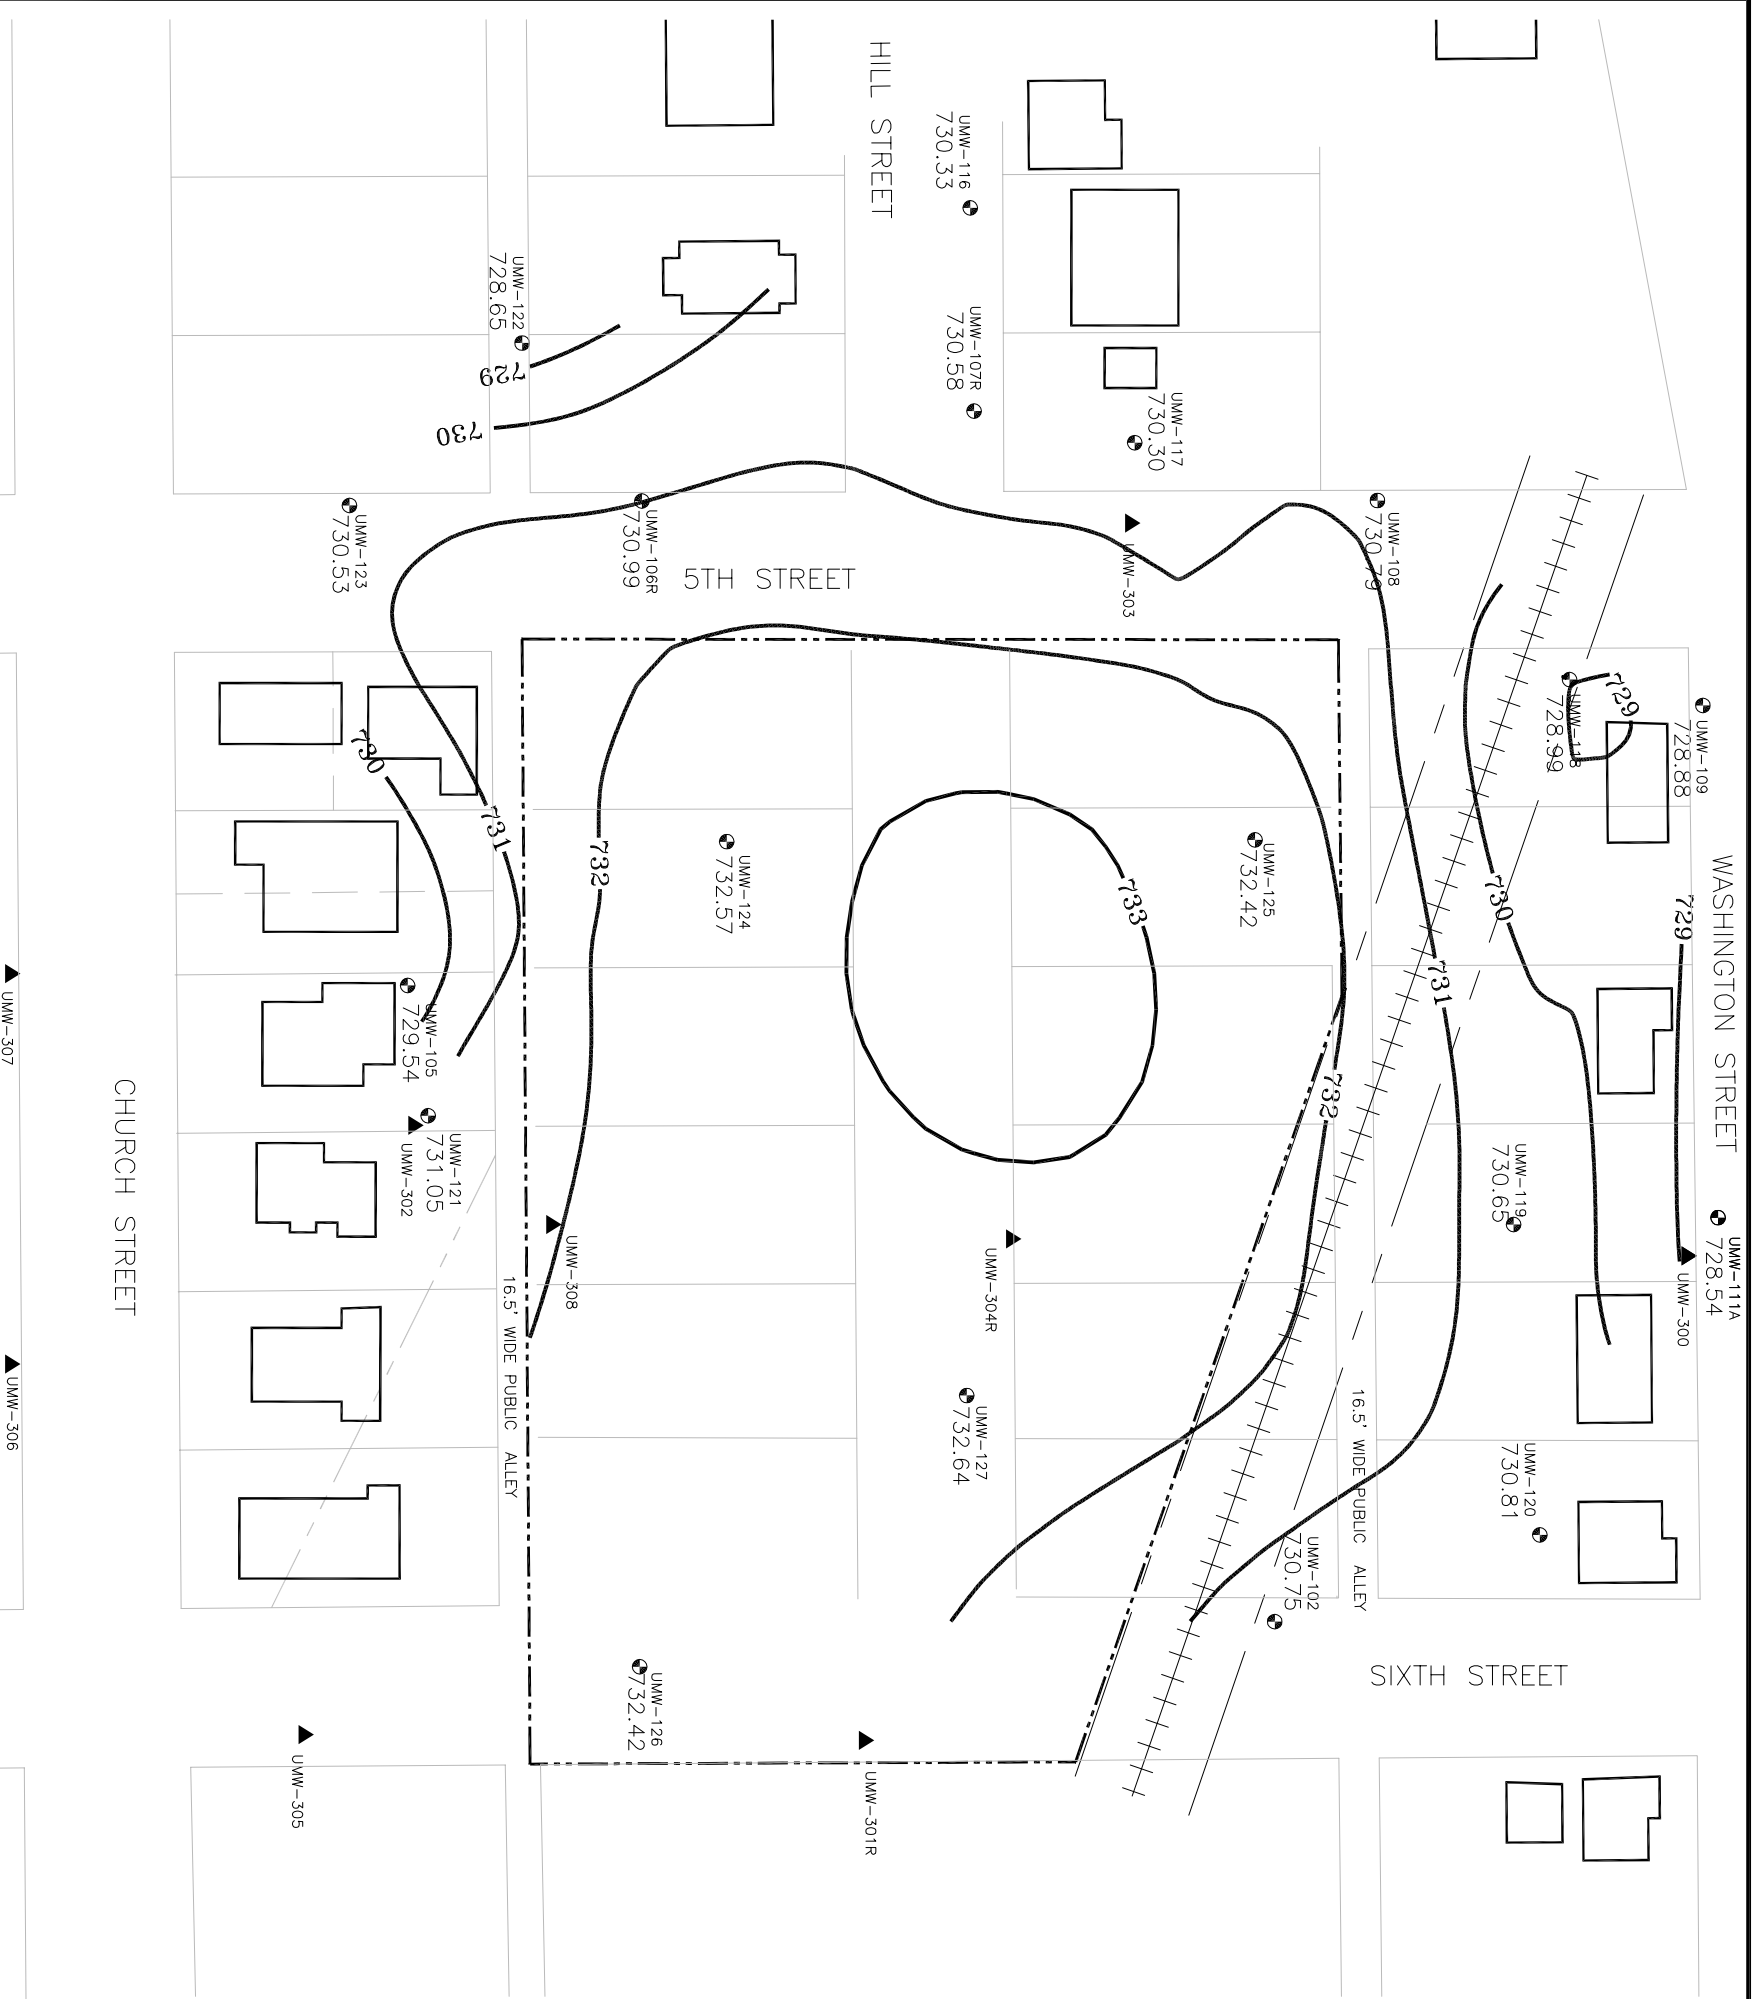 HILL STREET
UMW-116
730.33
UMW-122
728.65
729
730
UMW-107R
730.58
UMW-117
730.30
UMW-123
730.53
UMW-106R
730.99
5TH STREET
UMW-303
UMW-108
730.79
729
UMW-118
728.99
UMW-109
728.88
730
731
732
UMW-124
732.57
733
UMW-125
732.42
730
729
WASHINGTON STREET
731
UMW-307
UMW-105
729.54
732
CHURCH STREET
UMW-121
731.05
UMW-302
UMW-119
730.65
UMW-308
UMW-304R
UMW-111A
728.54
UMW-300
16.5' WIDE PUBLIC ALLEY
UMW-306
UMW-127
732.64
16.5' WIDE PUBLIC ALLEY
UMW-120
730.81
UMW-102
730.75
SIXTH STREET
UMW-126
732.42
UMW-305
UMW-301R